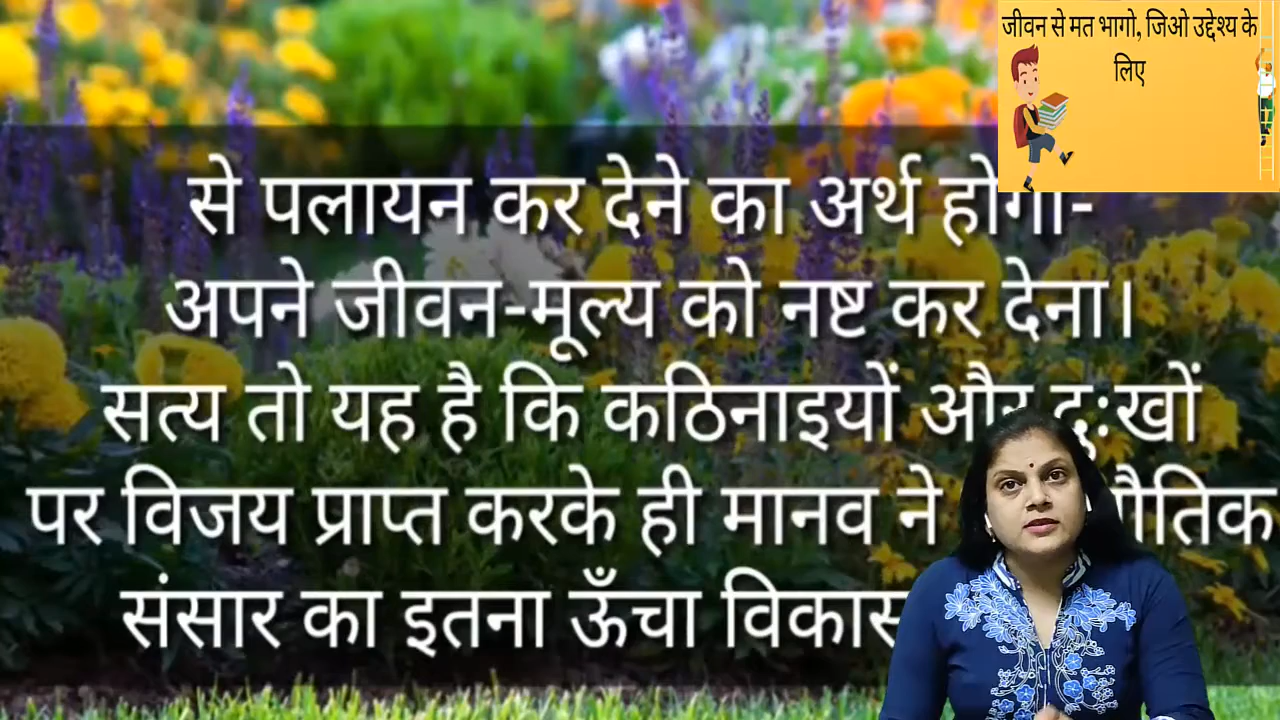 जीवन से मत भागो, जिओ उद्देश्य के
लिए
से पलायन कर देने का अर्थ होगा-
अपने जीवन-मूल्य को नष्ट कर देना।
सत्य तो यह है कि कठिनाइयों और दुःखों
पर विजय प्राप्त करके ही मानव ने
संसार का इतना ऊँचा विकास